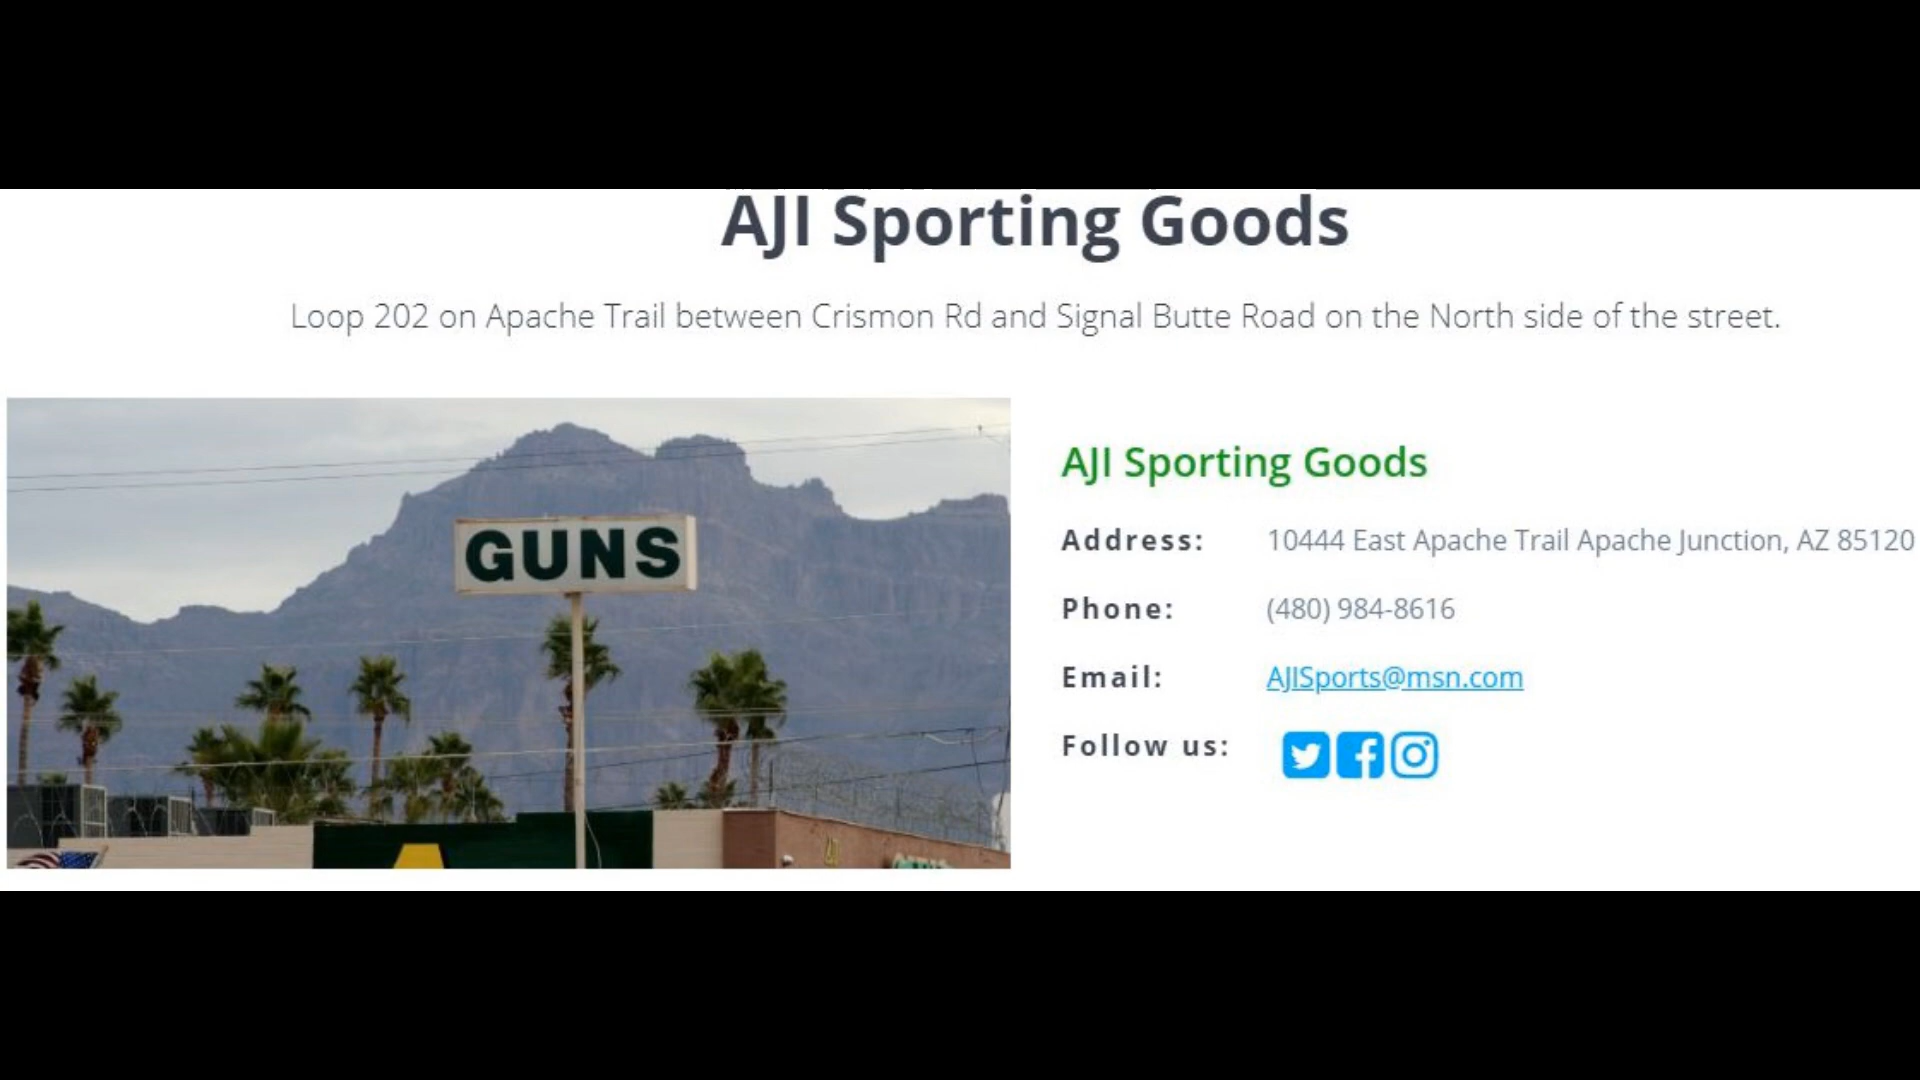 AJI Sporting Goods
Loop 202 on Apache Trail between Crismon Rd and Signal Butte Road on the North side of the street.
GUNS
AJI Sporting Goods
Address: 10444 East Apache Trail Apache Junction, AZ 85120
Phone: (480) 984-8616
Email: AJISports@msn.com
Follow us: